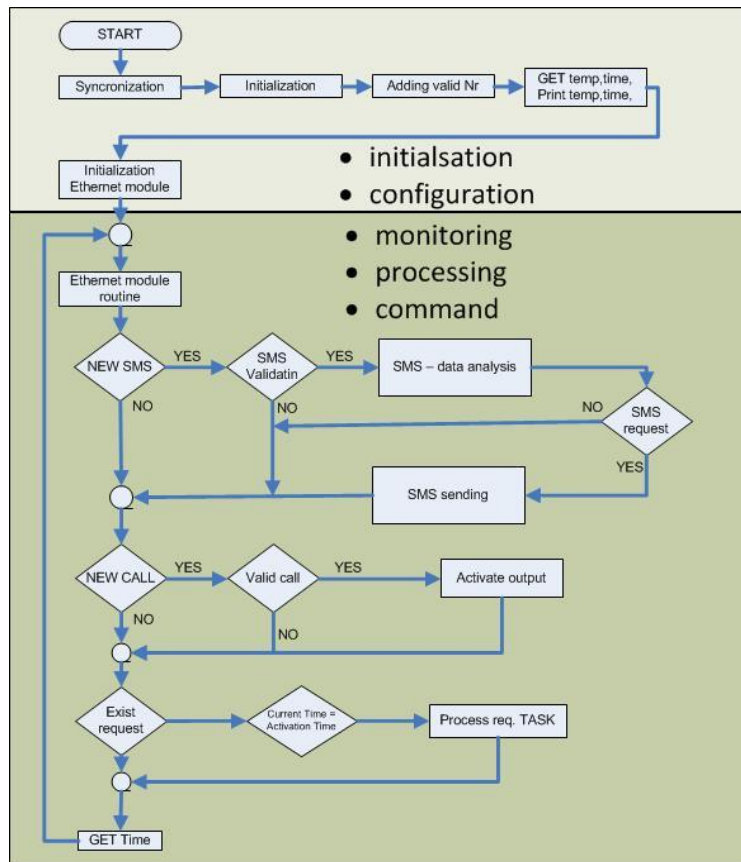 START
Syncronization
Initialization
Adding valid Nr
GET temp,time,
Print temp,time,
Initialization
Ethernet module
• initialsation
• configuration
• monitoring
• processing
• command
Ethernet module
routine
NEW SMS
YES
SMS
Validatin
YES
SMS – data analysis
NO
NO
NO
SMS
request
YES
SMS sending
NEW CALL
YES
Valid call
YES
Activate output
NO
NO
Exist
request
Current Time =
Activation Time
Process req. TASK
GET Time